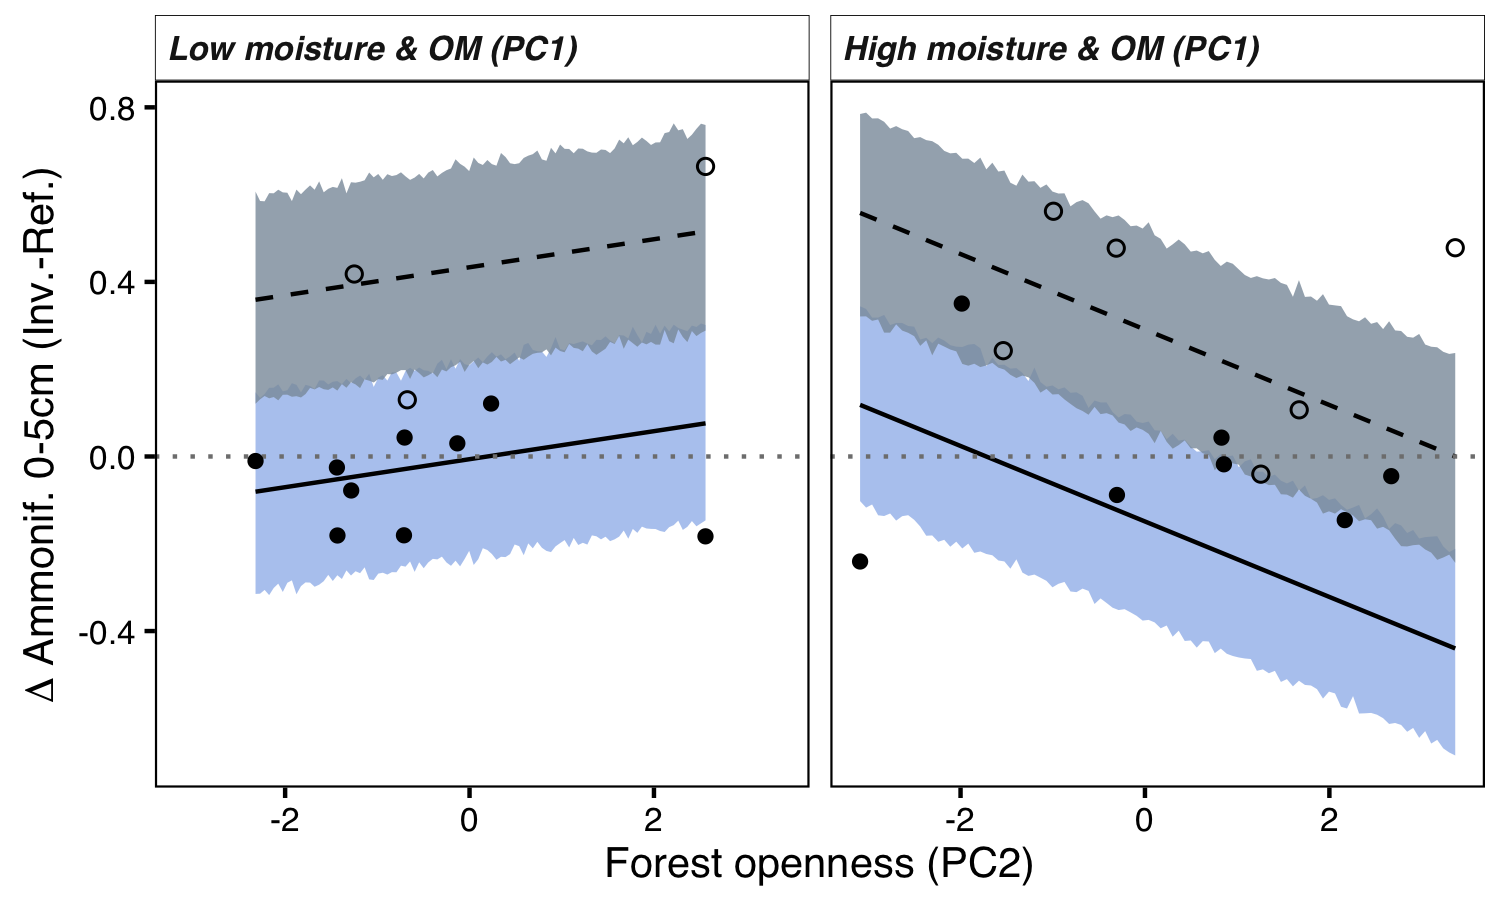 Low moisture & OM (PC1)
High moisture & OM (PC1)
Δ Ammonif. 0-5cm (Inv.-Ref.)
0.8
0.4
0.0
-0.4
-2 0 2
-2 0 2
Forest openness (PC2)